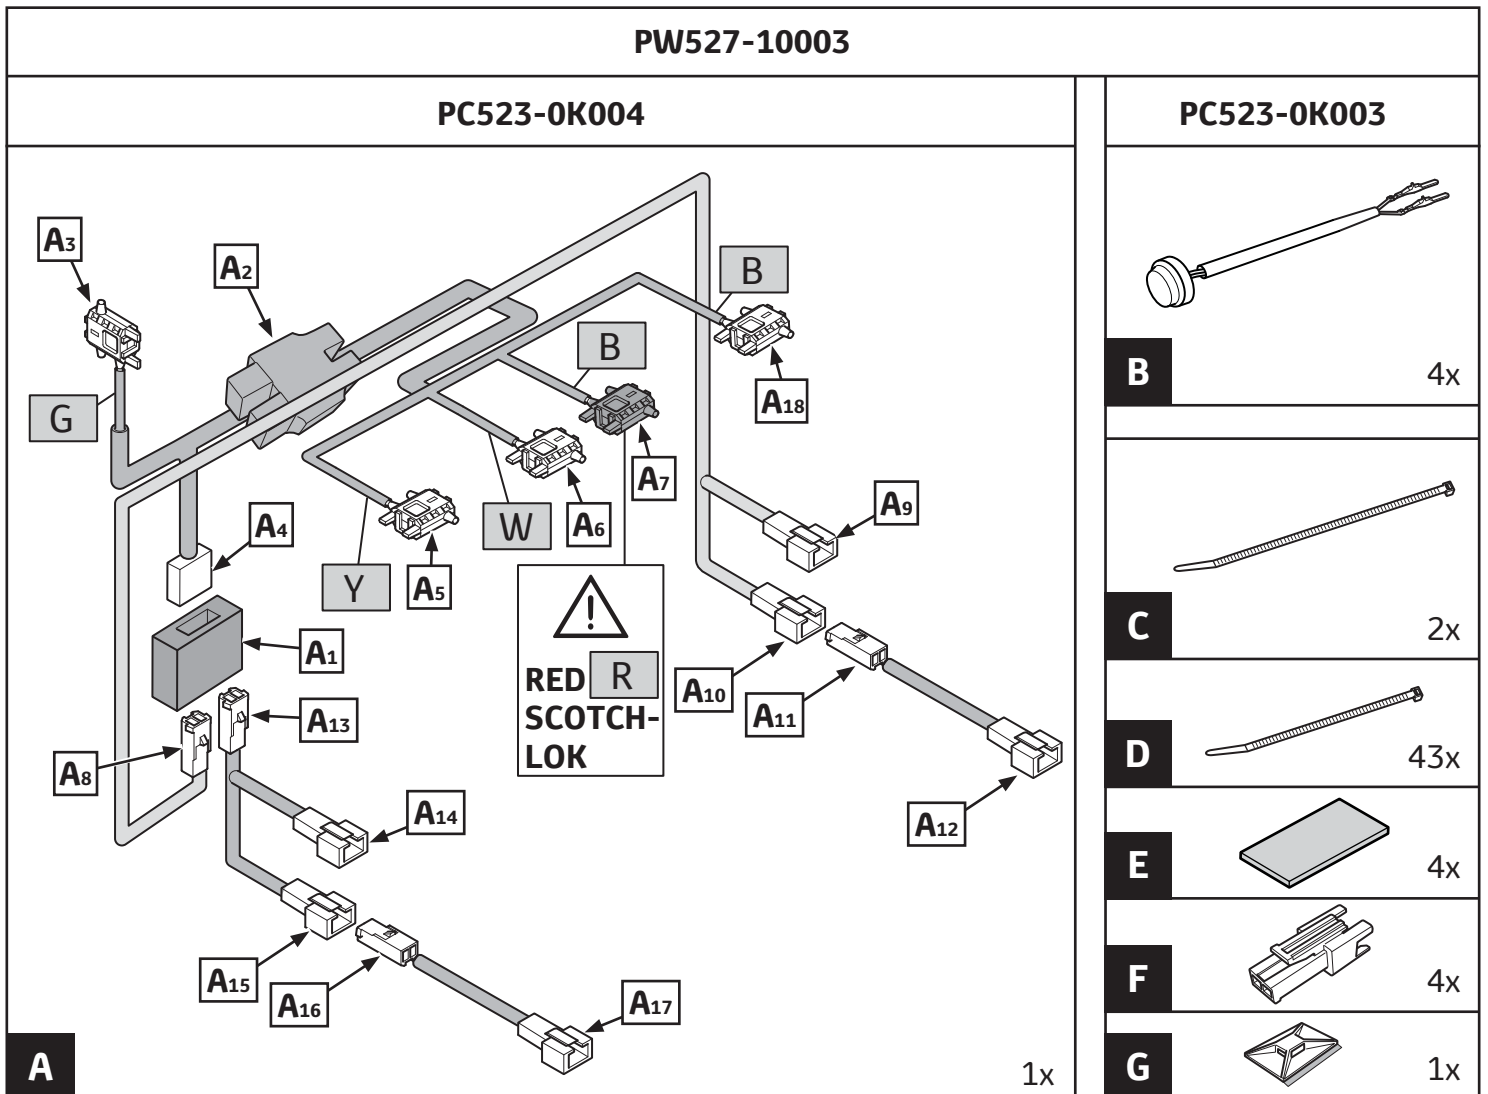 PW527-10003
PC523-0K004
PC523-0K003
A3
A2
B
B
A18
G
A7
A9
W
A6
A4
Y
A5
A1
RED R
SCOTCH-
LOK
A10
A11
A13
A8
A14
A12
A15
A16
A17
A
1x
B
4x
C
2x
D
43x
E
4x
F
4x
G
1x